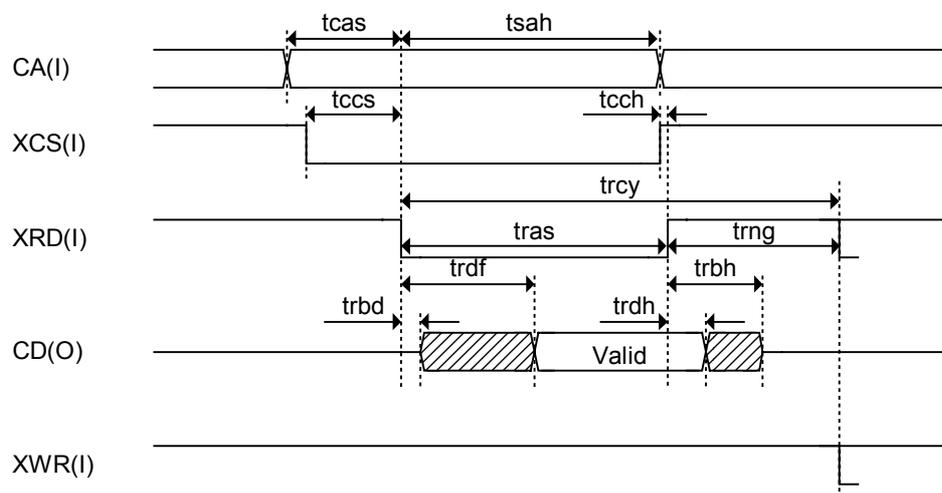 tcas tsah
CA(I)
tccs tcch
XCS(I)
trcy
XRD(I) tras trng
trdf trbh
trbd trdh
CD(O) Valid
XWR(I)